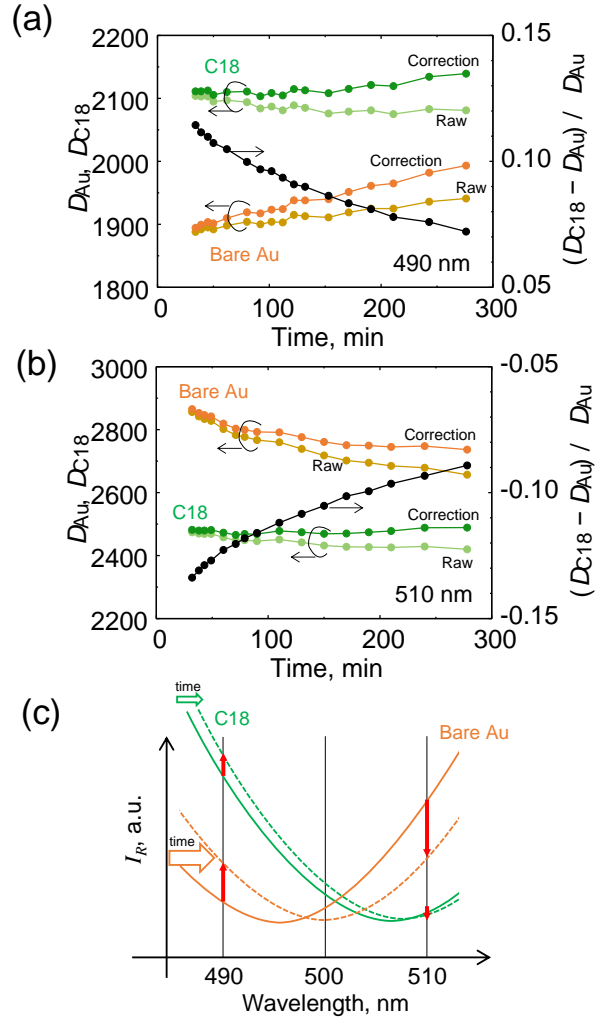 (a)
2200
2100
2000
1900
1800
D_Au, D_C18
0.15
0.10
0.05
(D_C18 − D_Au) / D_Au
C18
Correction
Raw
Correction
Raw
Bare Au
490 nm
0
100
200
300
Time, min
(b)
3000
2800
2600
2400
2200
D_Au, D_C18
-0.05
-0.10
-0.15
(D_C18 − D_Au) / D_Au
Bare Au
Correction
Raw
C18
Correction
Raw
510 nm
0
100
200
300
Time, min
(c)
time
C18
Bare Au
time
I_R, a.u.
490
500
510
Wavelength, nm